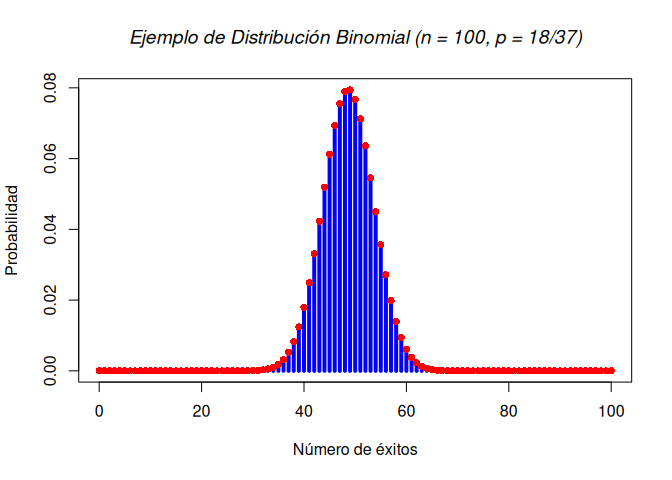 Ejemplo de Distribución Binomial (n = 100, p = 18/37)
Probabilidad
0.08
0.06
0.04
0.02
0.00
0 20 40 60 80 100
Número de éxitos